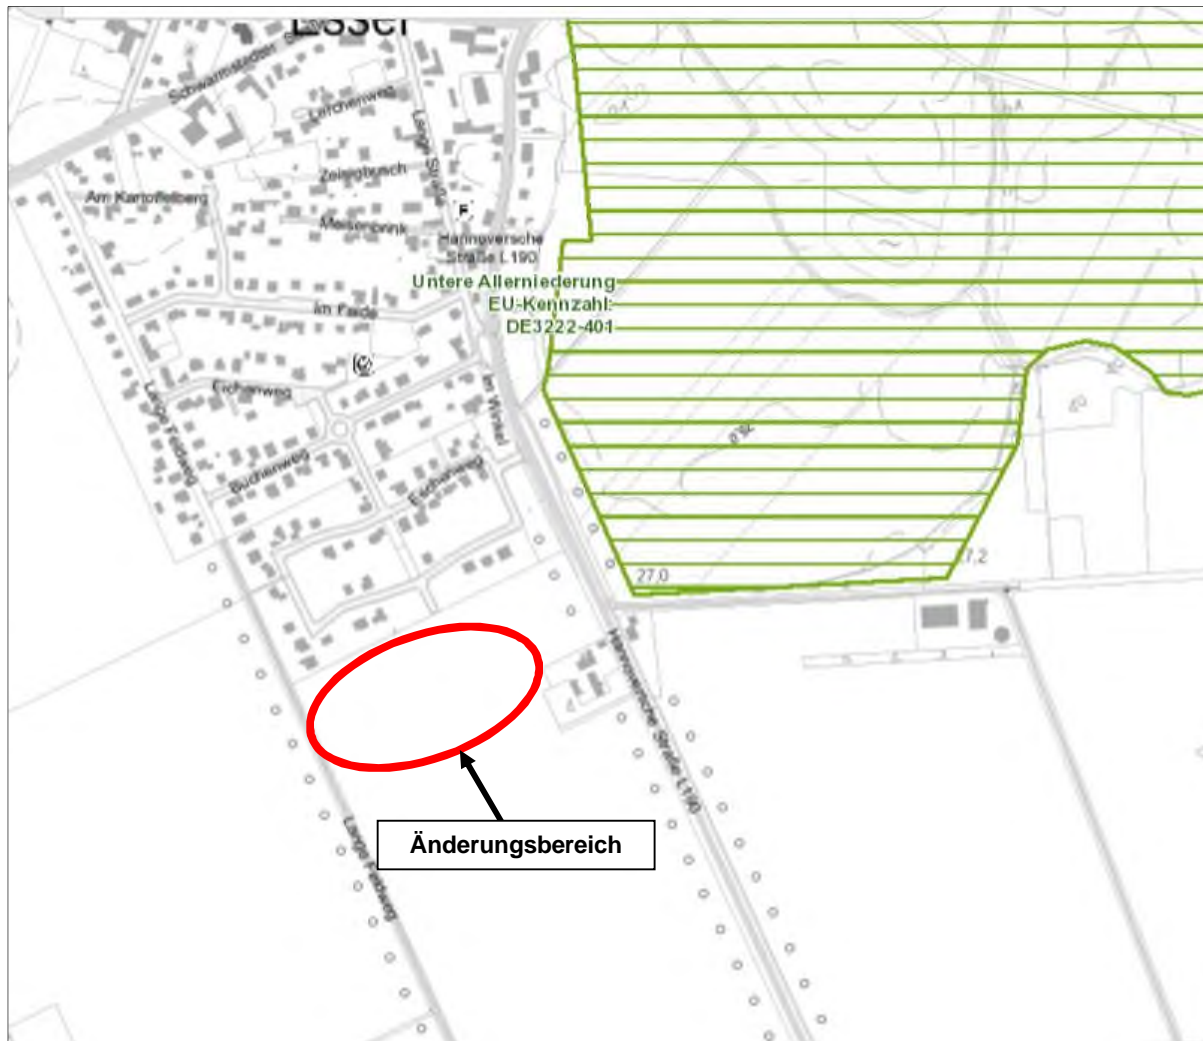 Essel
Schwarmstedter
Lerchenweg
Lange Straße
Zeisigbusch
Am Kartoffelberg
Meisenbrink
F
Hannoversche
Straße L 190
Untere Allerniederung
EU-Kennzahl:
DE3222-401
Im Felde
Eichenweg
Lange Feldweg
Im Winkel
Buchenweg
Eschenweg
27,0
7,2
Hannoversche Straße L190
Änderungsbereich
Lange Feldweg